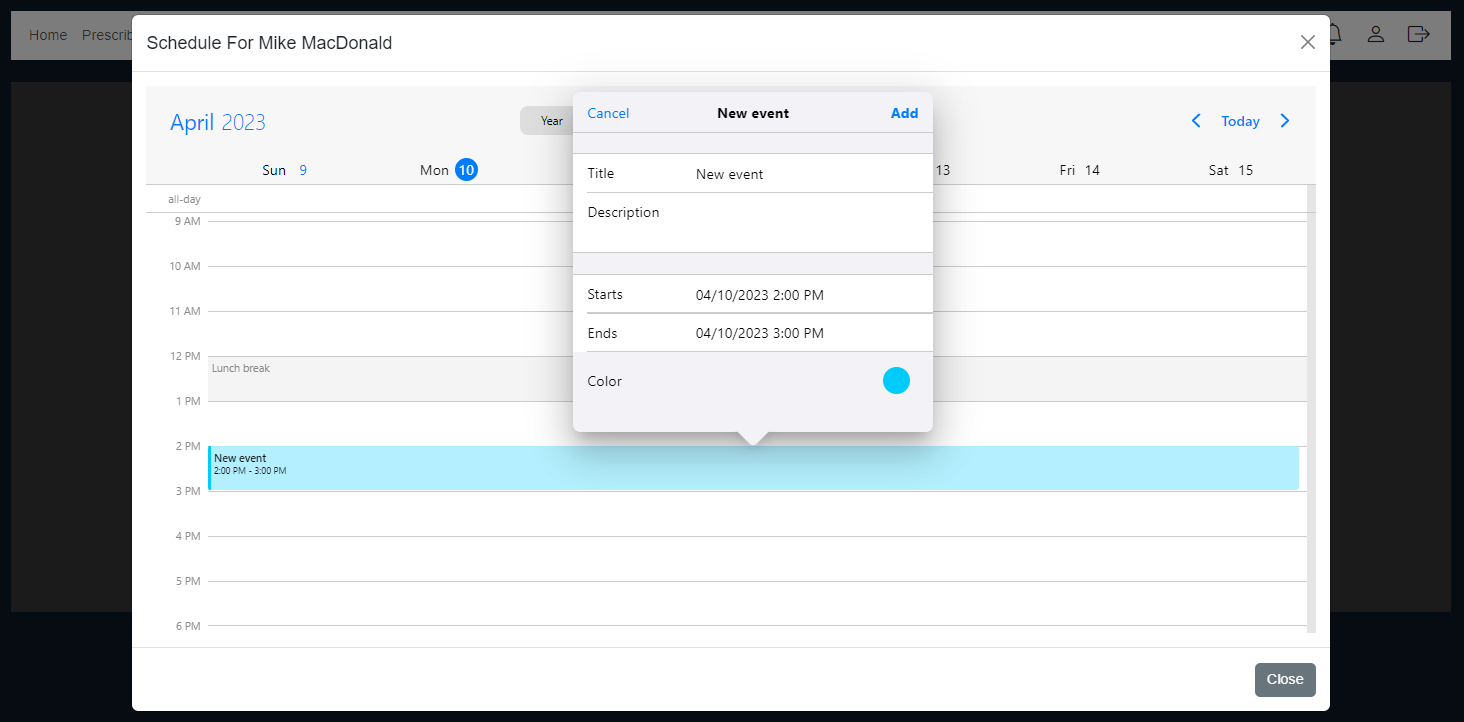 Home Prescrib
Schedule For Mike MacDonald
April 2023
Year
Today
Sun 9
Mon 10
13
Fri 14
Sat 15
all-day
9 AM
10 AM
11 AM
12 PM
Lunch break
1 PM
2 PM
New event
2:00 PM - 3:00 PM
3 PM
4 PM
5 PM
6 PM
Cancel New event Add
Title New event
Description
Starts 04/10/2023 2:00 PM
Ends 04/10/2023 3:00 PM
Color
Close